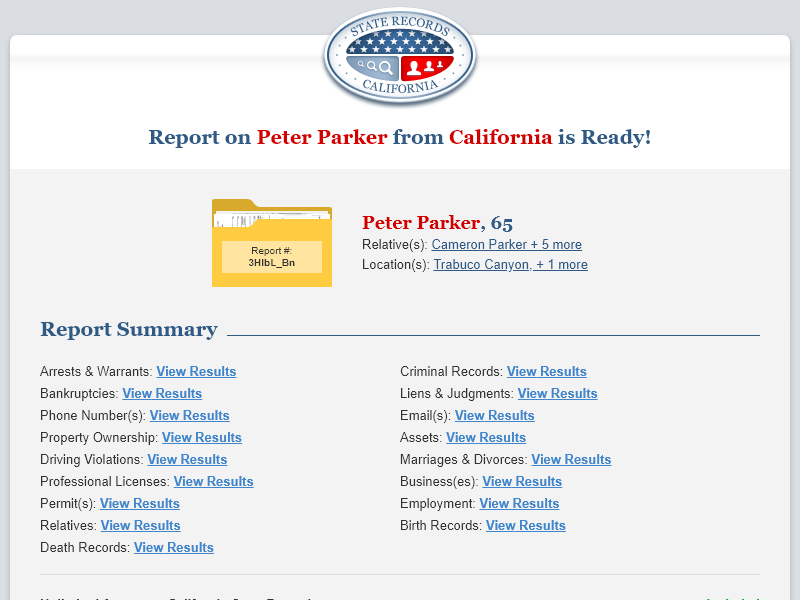 STATE RECORDS
CALIFORNIA
Report on Peter Parker from California is Ready!
Report #:
3HIbL_Bn
Peter Parker, 65
Relative(s): Cameron Parker + 5 more
Location(s): Trabuco Canyon, + 1 more
Report Summary
Arrests & Warrants: View Results
Bankruptcies: View Results
Phone Number(s): View Results
Property Ownership: View Results
Driving Violations: View Results
Professional Licenses: View Results
Permit(s): View Results
Relatives: View Results
Death Records: View Results
Criminal Records: View Results
Liens & Judgments: View Results
Email(s): View Results
Assets: View Results
Marriages & Divorces: View Results
Business(es): View Results
Employment: View Results
Birth Records: View Results